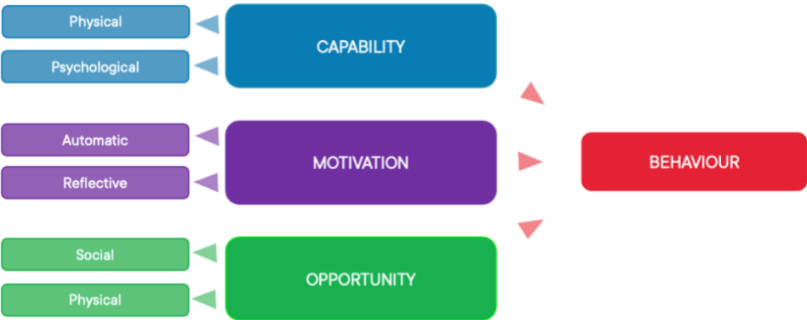 Physical
Psychological
CAPABILITY
Automatic
Reflective
MOTIVATION
BEHAVIOUR
Social
Physical
OPPORTUNITY